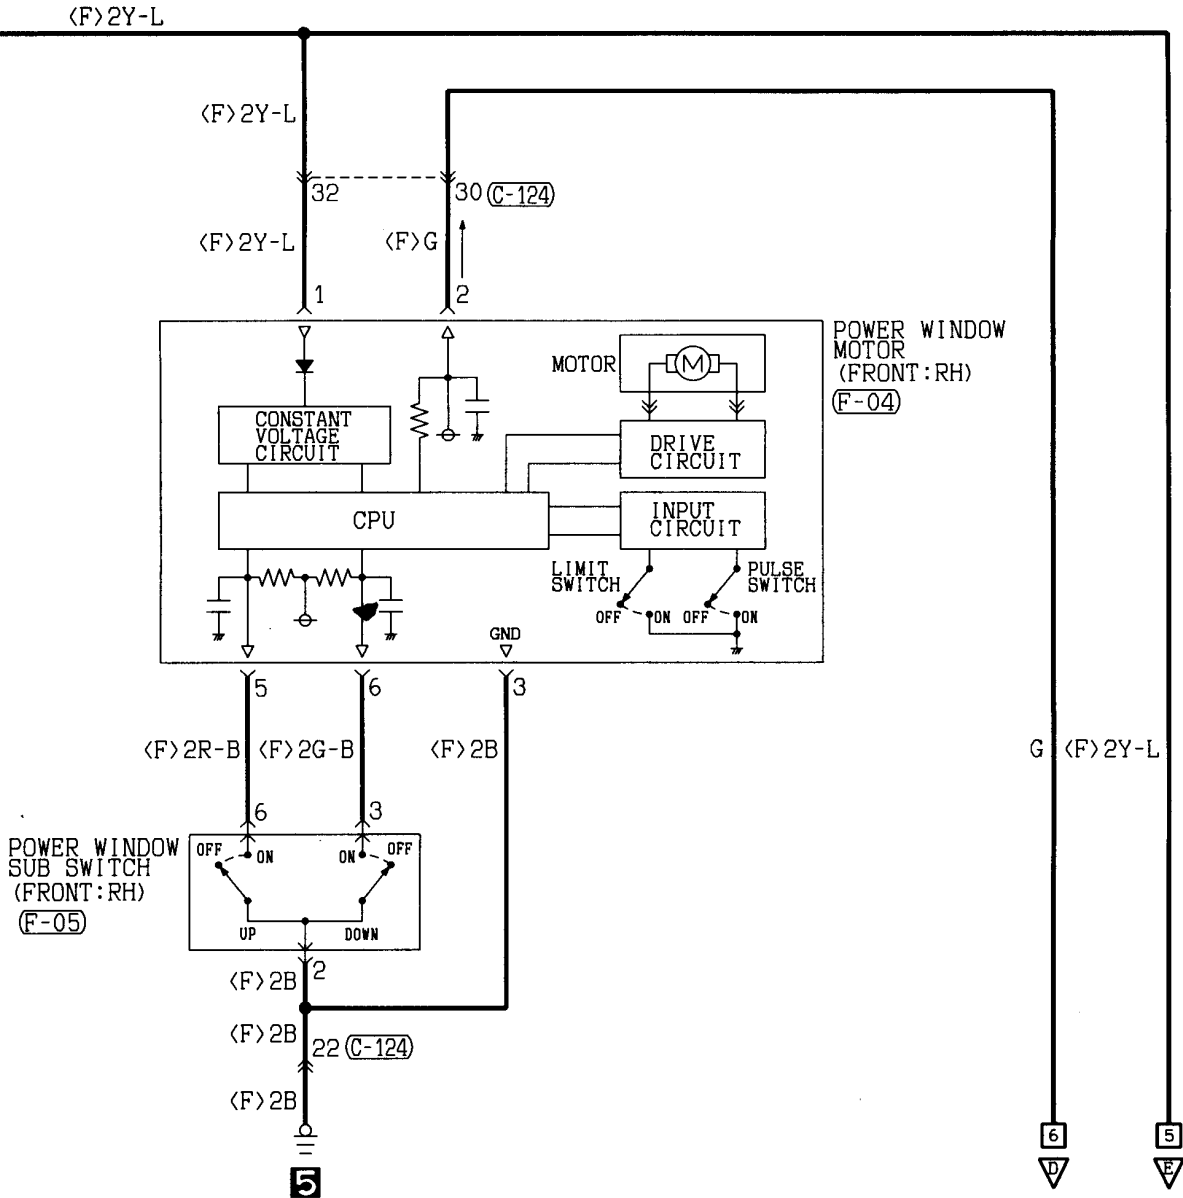 <F>2Y-L
<F>2Y-L
32
30 C-124
<F>2Y-L
<F>G
1
2
POWER WINDOW
MOTOR
(FRONT:RH)
F-04
MOTOR
M
CONSTANT
VOLTAGE
CIRCUIT
DRIVE
CIRCUIT
CPU
INPUT
CIRCUIT
LIMIT
SWITCH
PULSE
SWITCH
OFF
ON
OFF
ON
GND
5
6
3
<F>2R-B
<F>2G-B
<F>2B
G
<F>2Y-L
6
3
POWER WINDOW
SUB SWITCH
(FRONT:RH)
F-05
OFF
ON
ON
OFF
UP
DOWN
2
<F>2B
<F>2B
22 C-124
<F>2B
5
6
5
D
E